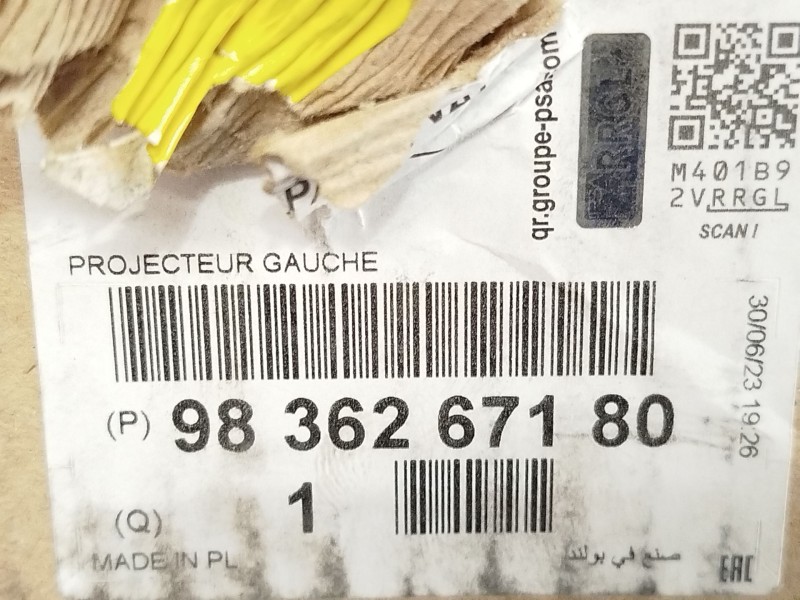 qr.groupe-psa.com
RRGL
M401B9
2VRRGL
SCAN!
PROJECTEUR GAUCHE
30/06/23 19:26
(P) 98 362 671 80
(Q) 1
MADE IN PL
صنع في بولندا
EAC